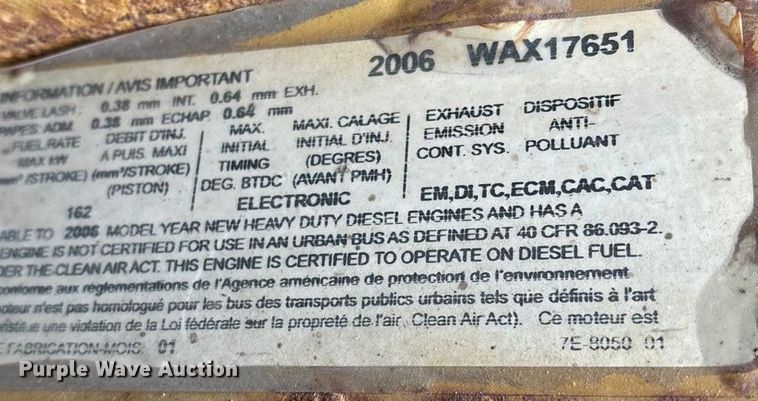 2006 WAX17651
INFORMATION / AVIS IMPORTANT
VALVE LASH: 0.38 mm INT. 0.64 mm EXH.
ADM. 0.38 mm ECHAP. 0.64 mm
FUEL RATE DEBIT D'INJ. MAX. MAXI. CALAGE EXHAUST DISPOSITIF
MAX kW A PUIS. MAXI INITIAL INITIAL D'INJ. EMISSION ANTI-
(mm³/STROKE) (mm³/STROKE) TIMING (DEGRES) CONT. SYS. POLLUANT
(PISTON) DEG. BTDC (AVANT PMH)
162 ELECTRONIC EM,DI,TC,ECM,CAC,CAT
TO 2006 MODEL YEAR NEW HEAVY DUTY DIESEL ENGINES AND HAS A
ENGINE IS NOT CERTIFIED FOR USE IN AN URBAN BUS AS DEFINED AT 40 CFR 86.093-2.
THE CLEAN AIR ACT. THIS ENGINE IS CERTIFIED TO OPERATE ON DIESEL FUEL.
conforme aux réglementations de l'Agence américaine de protection de l'environnement
n'est pas homologué pour les bus des transports publics urbains tels que définis à l'art
une violation de la Loi fédérale sur la propreté de l'air (Clean Air Act). Ce moteur est
FABRICATION-MOIS: 01 7E-8050 01
Purple Wave Auction